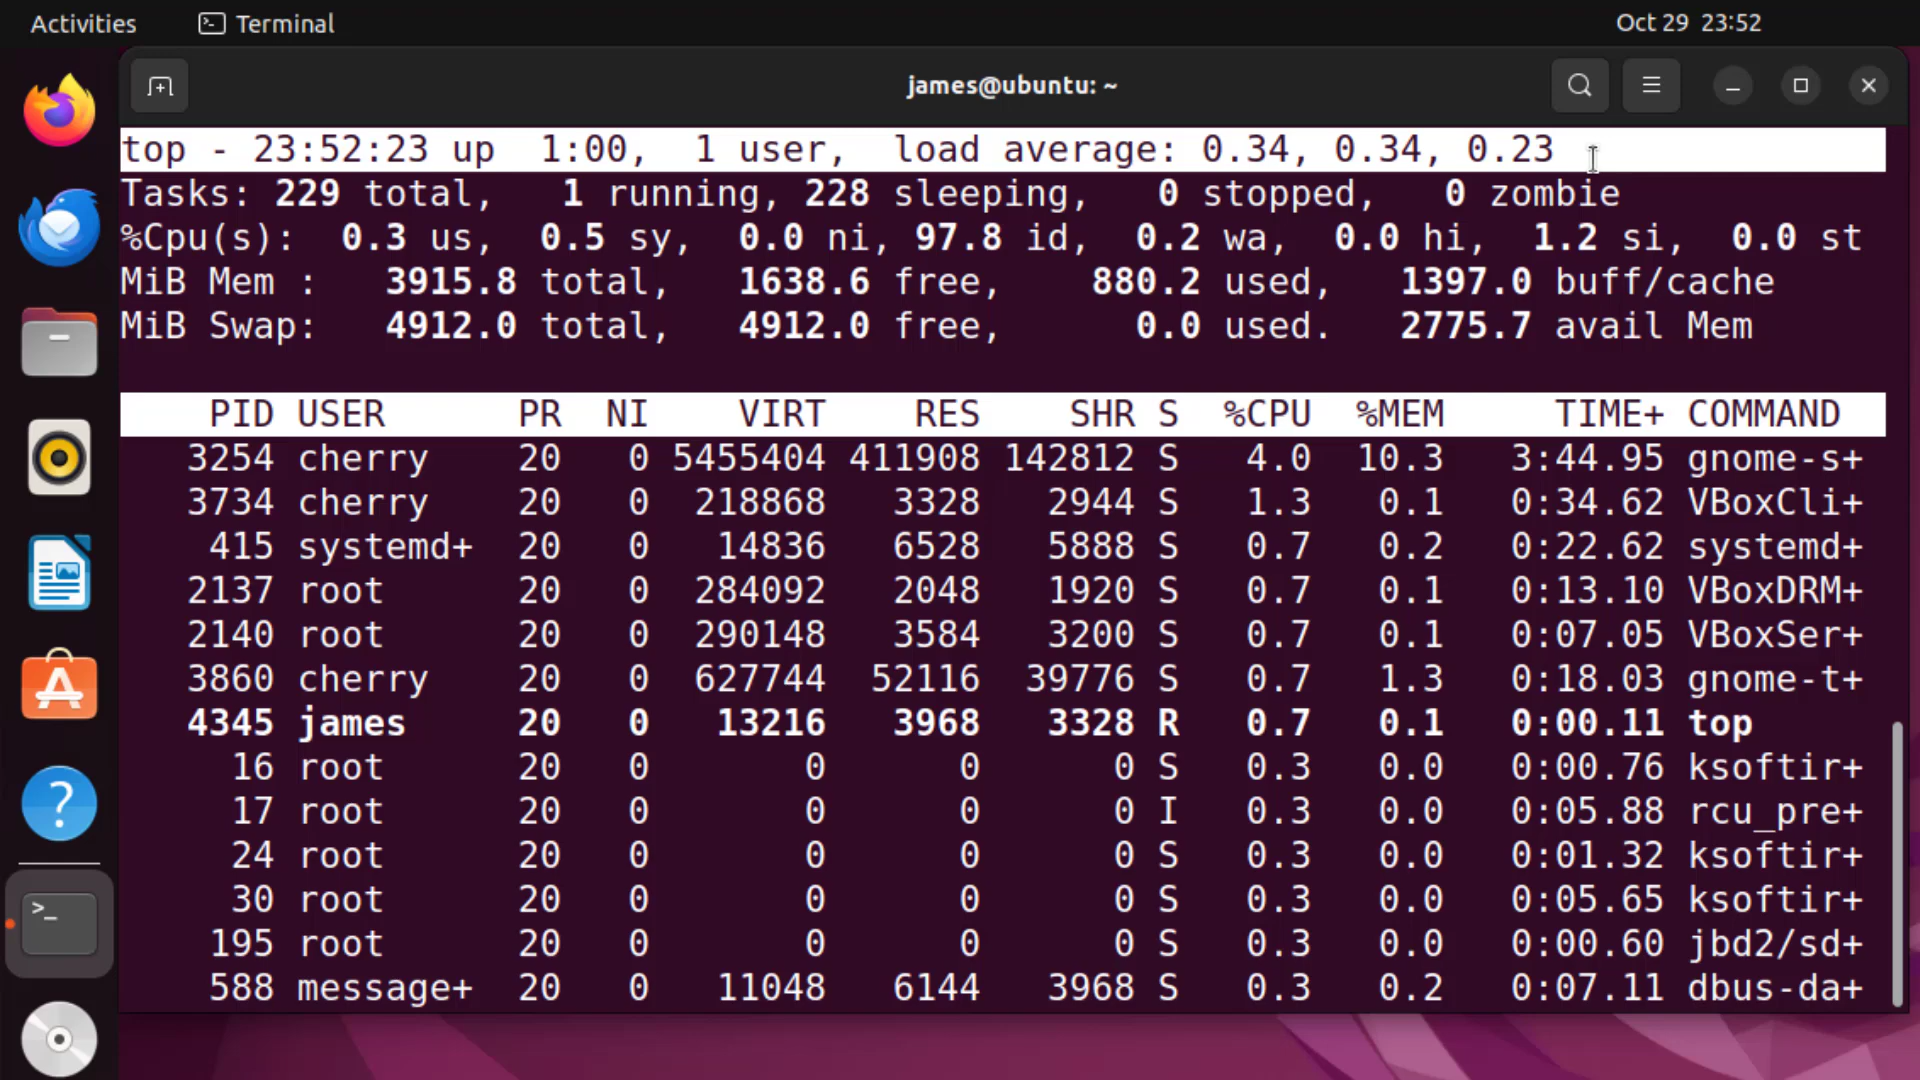 Activities Terminal Oct 29 23:52
james@ubuntu: ~
top - 23:52:23 up  1:00,  1 user,  load average: 0.34, 0.34, 0.23
Tasks: 229 total,   1 running, 228 sleeping,   0 stopped,   0 zombie
%Cpu(s):  0.3 us,  0.5 sy,  0.0 ni, 97.8 id,  0.2 wa,  0.0 hi,  1.2 si,  0.0 st
MiB Mem :   3915.8 total,   1638.6 free,    880.2 used,   1397.0 buff/cache
MiB Swap:   4912.0 total,   4912.0 free,      0.0 used.   2775.7 avail Mem
PID USER      PR  NI    VIRT    RES    SHR S  %CPU  %MEM     TIME+ COMMAND
3254 cherry    20   0 5455404 411908 142812 S   4.0  10.3   3:44.95 gnome-s+
3734 cherry    20   0  218868   3328   2944 S   1.3   0.1   0:34.62 VBoxCli+
415 systemd+  20   0   14836   6528   5888 S   0.7   0.2   0:22.62 systemd+
2137 root      20   0  284092   2048   1920 S   0.7   0.1   0:13.10 VBoxDRM+
2140 root      20   0  290148   3584   3200 S   0.7   0.1   0:07.05 VBoxSer+
3860 cherry    20   0  627744  52116  39776 S   0.7   1.3   0:18.03 gnome-t+
4345 james     20   0   13216   3968   3328 R   0.7   0.1   0:00.11 top
16 root      20   0       0      0      0 S   0.3   0.0   0:00.76 ksoftir+
17 root      20   0       0      0      0 I   0.3   0.0   0:05.88 rcu_pre+
24 root      20   0       0      0      0 S   0.3   0.0   0:01.32 ksoftir+
30 root      20   0       0      0      0 S   0.3   0.0   0:05.65 ksoftir+
195 root      20   0       0      0      0 S   0.3   0.0   0:00.60 jbd2/sd+
588 message+  20   0   11048   6144   3968 S   0.3   0.2   0:07.11 dbus-da+